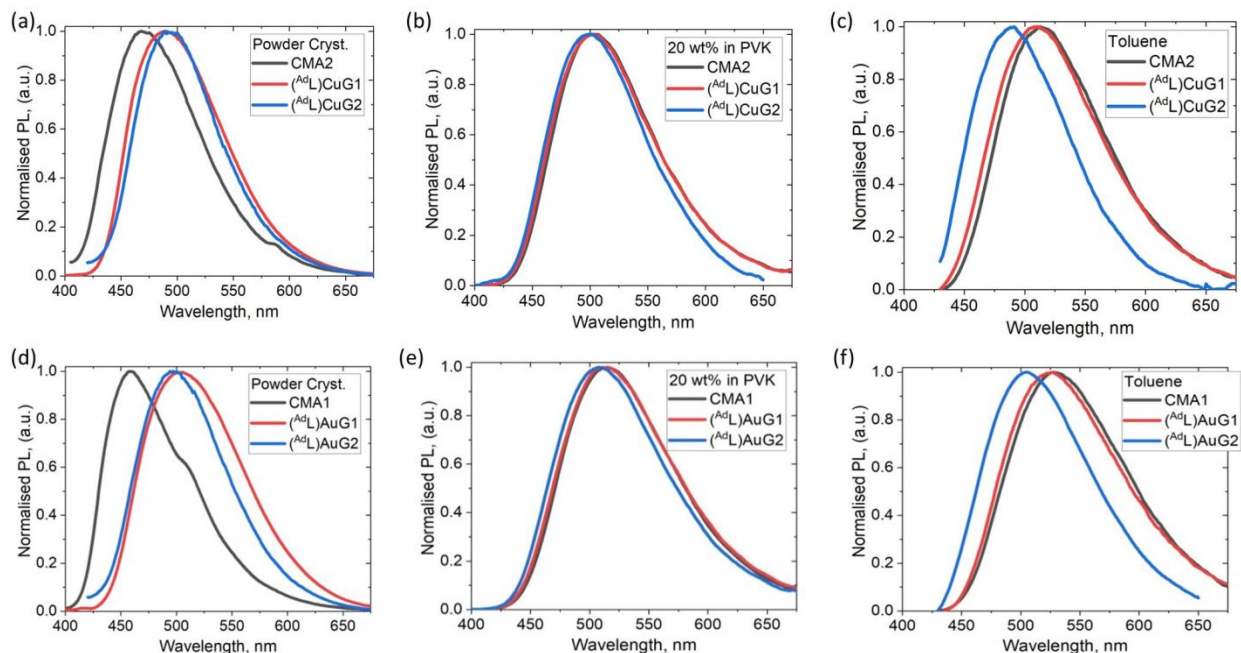 (a)
Powder Cryst.
CMA2
(ᴬᵈL)CuG1
(ᴬᵈL)CuG2
Normalised PL, (a.u.)
1.0
0.8
0.6
0.4
0.2
0.0
400 450 500 550 600 650
Wavelength, nm
(b)
20 wt% in PVK
CMA2
(ᴬᵈL)CuG1
(ᴬᵈL)CuG2
Normalised PL, (a.u.)
1.0
0.8
0.6
0.4
0.2
0.0
400 450 500 550 600 650
Wavelength, nm
(c)
Toluene
CMA2
(ᴬᵈL)CuG1
(ᴬᵈL)CuG2
Normalised PL, (a.u.)
1.0
0.8
0.6
0.4
0.2
0.0
400 450 500 550 600 650
Wavelength, nm
(d)
Powder Cryst.
CMA1
(ᴬᵈL)AuG1
(ᴬᵈL)AuG2
Normalised PL, (a.u.)
1.0
0.8
0.6
0.4
0.2
0.0
400 450 500 550 600 650
Wavelength, nm
(e)
20 wt% in PVK
CMA1
(ᴬᵈL)AuG1
(ᴬᵈL)AuG2
Normalised PL, (a.u.)
1.0
0.8
0.6
0.4
0.2
0.0
400 450 500 550 600 650
Wavelength, nm
(f)
Toluene
CMA1
(ᴬᵈL)AuG1
(ᴬᵈL)AuG2
Normalised PL, (a.u.)
1.0
0.8
0.6
0.4
0.2
0.0
400 450 500 550 600 650
Wavelength, nm